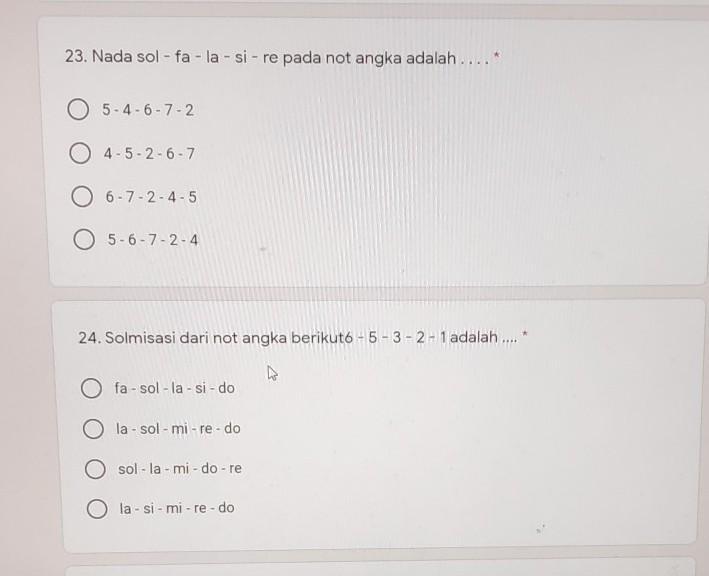 23. Nada sol - fa - la - si - re pada not angka adalah . . . . *
5 - 4 - 6 - 7 - 2
4 - 5 - 2 - 6 - 7
6 - 7 - 2 - 4 - 5
5 - 6 - 7 - 2 - 4
24. Solmisasi dari not angka berikut6 - 5 - 3 - 2 - 1 adalah .... *
fa - sol - la - si - do
la - sol - mi - re - do
sol - la - mi - do - re
la - si - mi - re - do